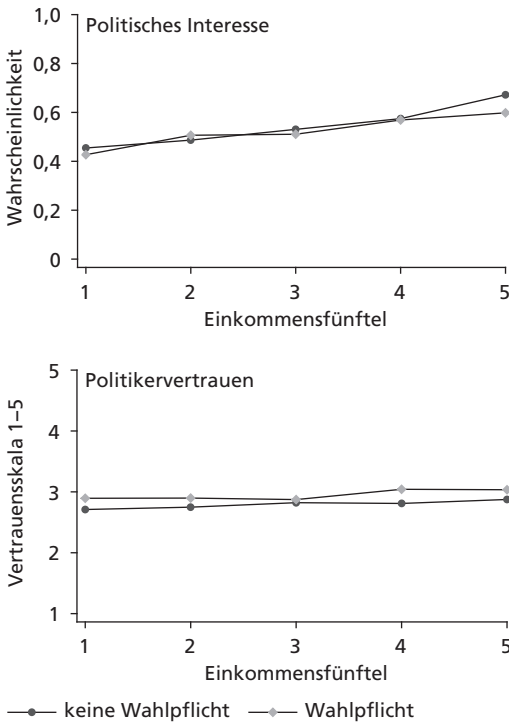 1,0
Politisches Interesse
0,8
0,6
0,4
0,2
0
Wahrscheinlichkeit
1 2 3 4 5
Einkommensfünftel
5
Politikervertrauen
4
3
2
1
Vertrauensskala 1–5
1 2 3 4 5
Einkommensfünftel
keine Wahlpflicht Wahlpflicht